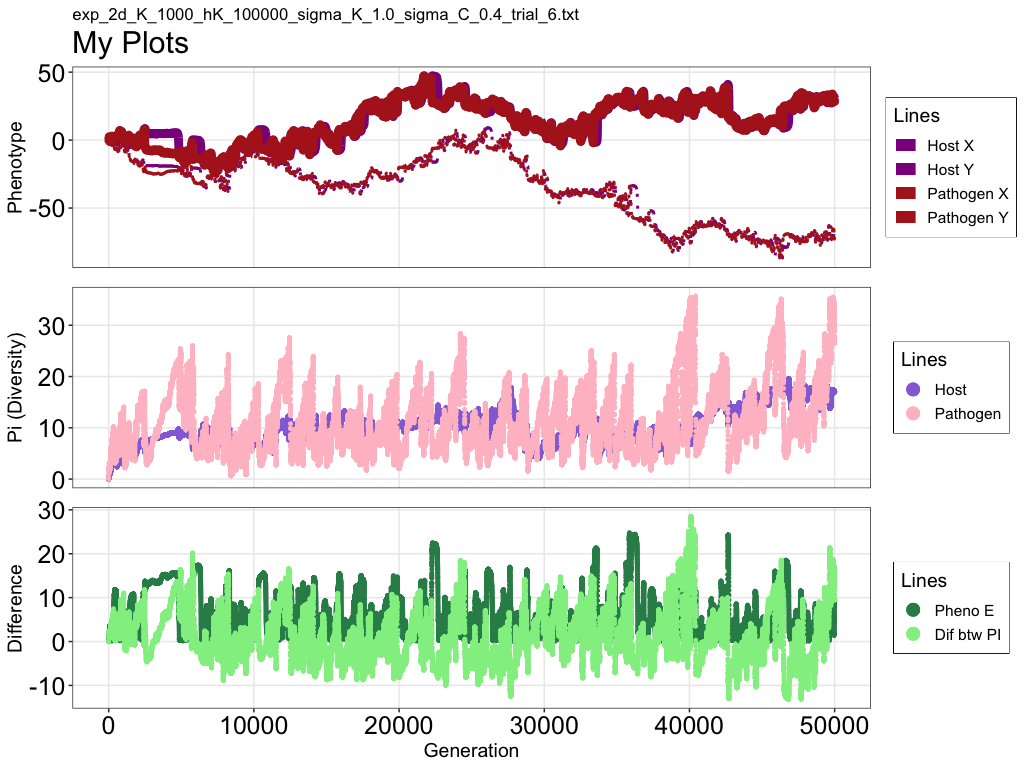 exp_2d_K_1000_hK_100000_sigma_K_1.0_sigma_C_0.4_trial_6.txt
My Plots
50
0
-50
Phenotype
Lines
Host X
Host Y
Pathogen X
Pathogen Y
30
20
10
0
Pi (Diversity)
Lines
Host
Pathogen
30
20
10
0
-10
Difference
Lines
Pheno E
Dif btw PI
0 10000 20000 30000 40000 50000
Generation